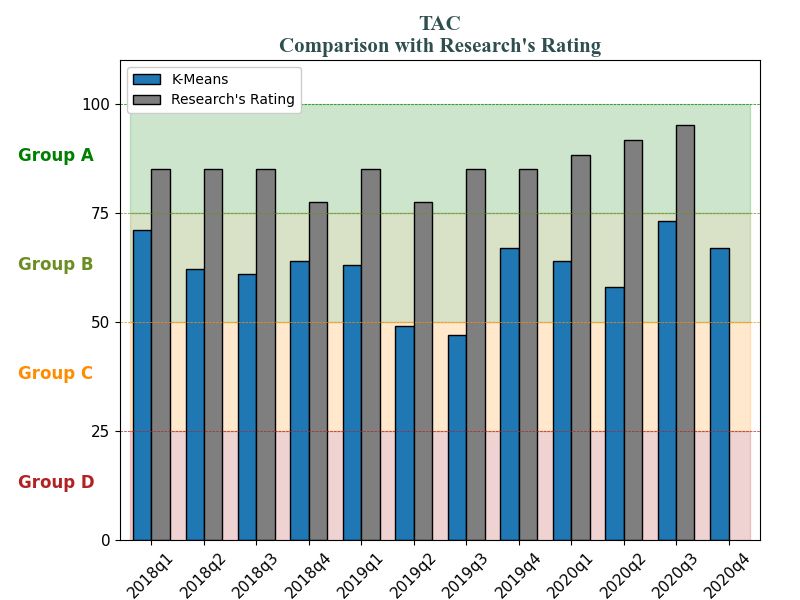 TAC
Comparison with Research's Rating
K-Means
Research's Rating
100
Group A
75
Group B
50
Group C
25
Group D
0
2018q1 2018q2 2018q3 2018q4 2019q1 2019q2 2019q3 2019q4 2020q1 2020q2 2020q3 2020q4